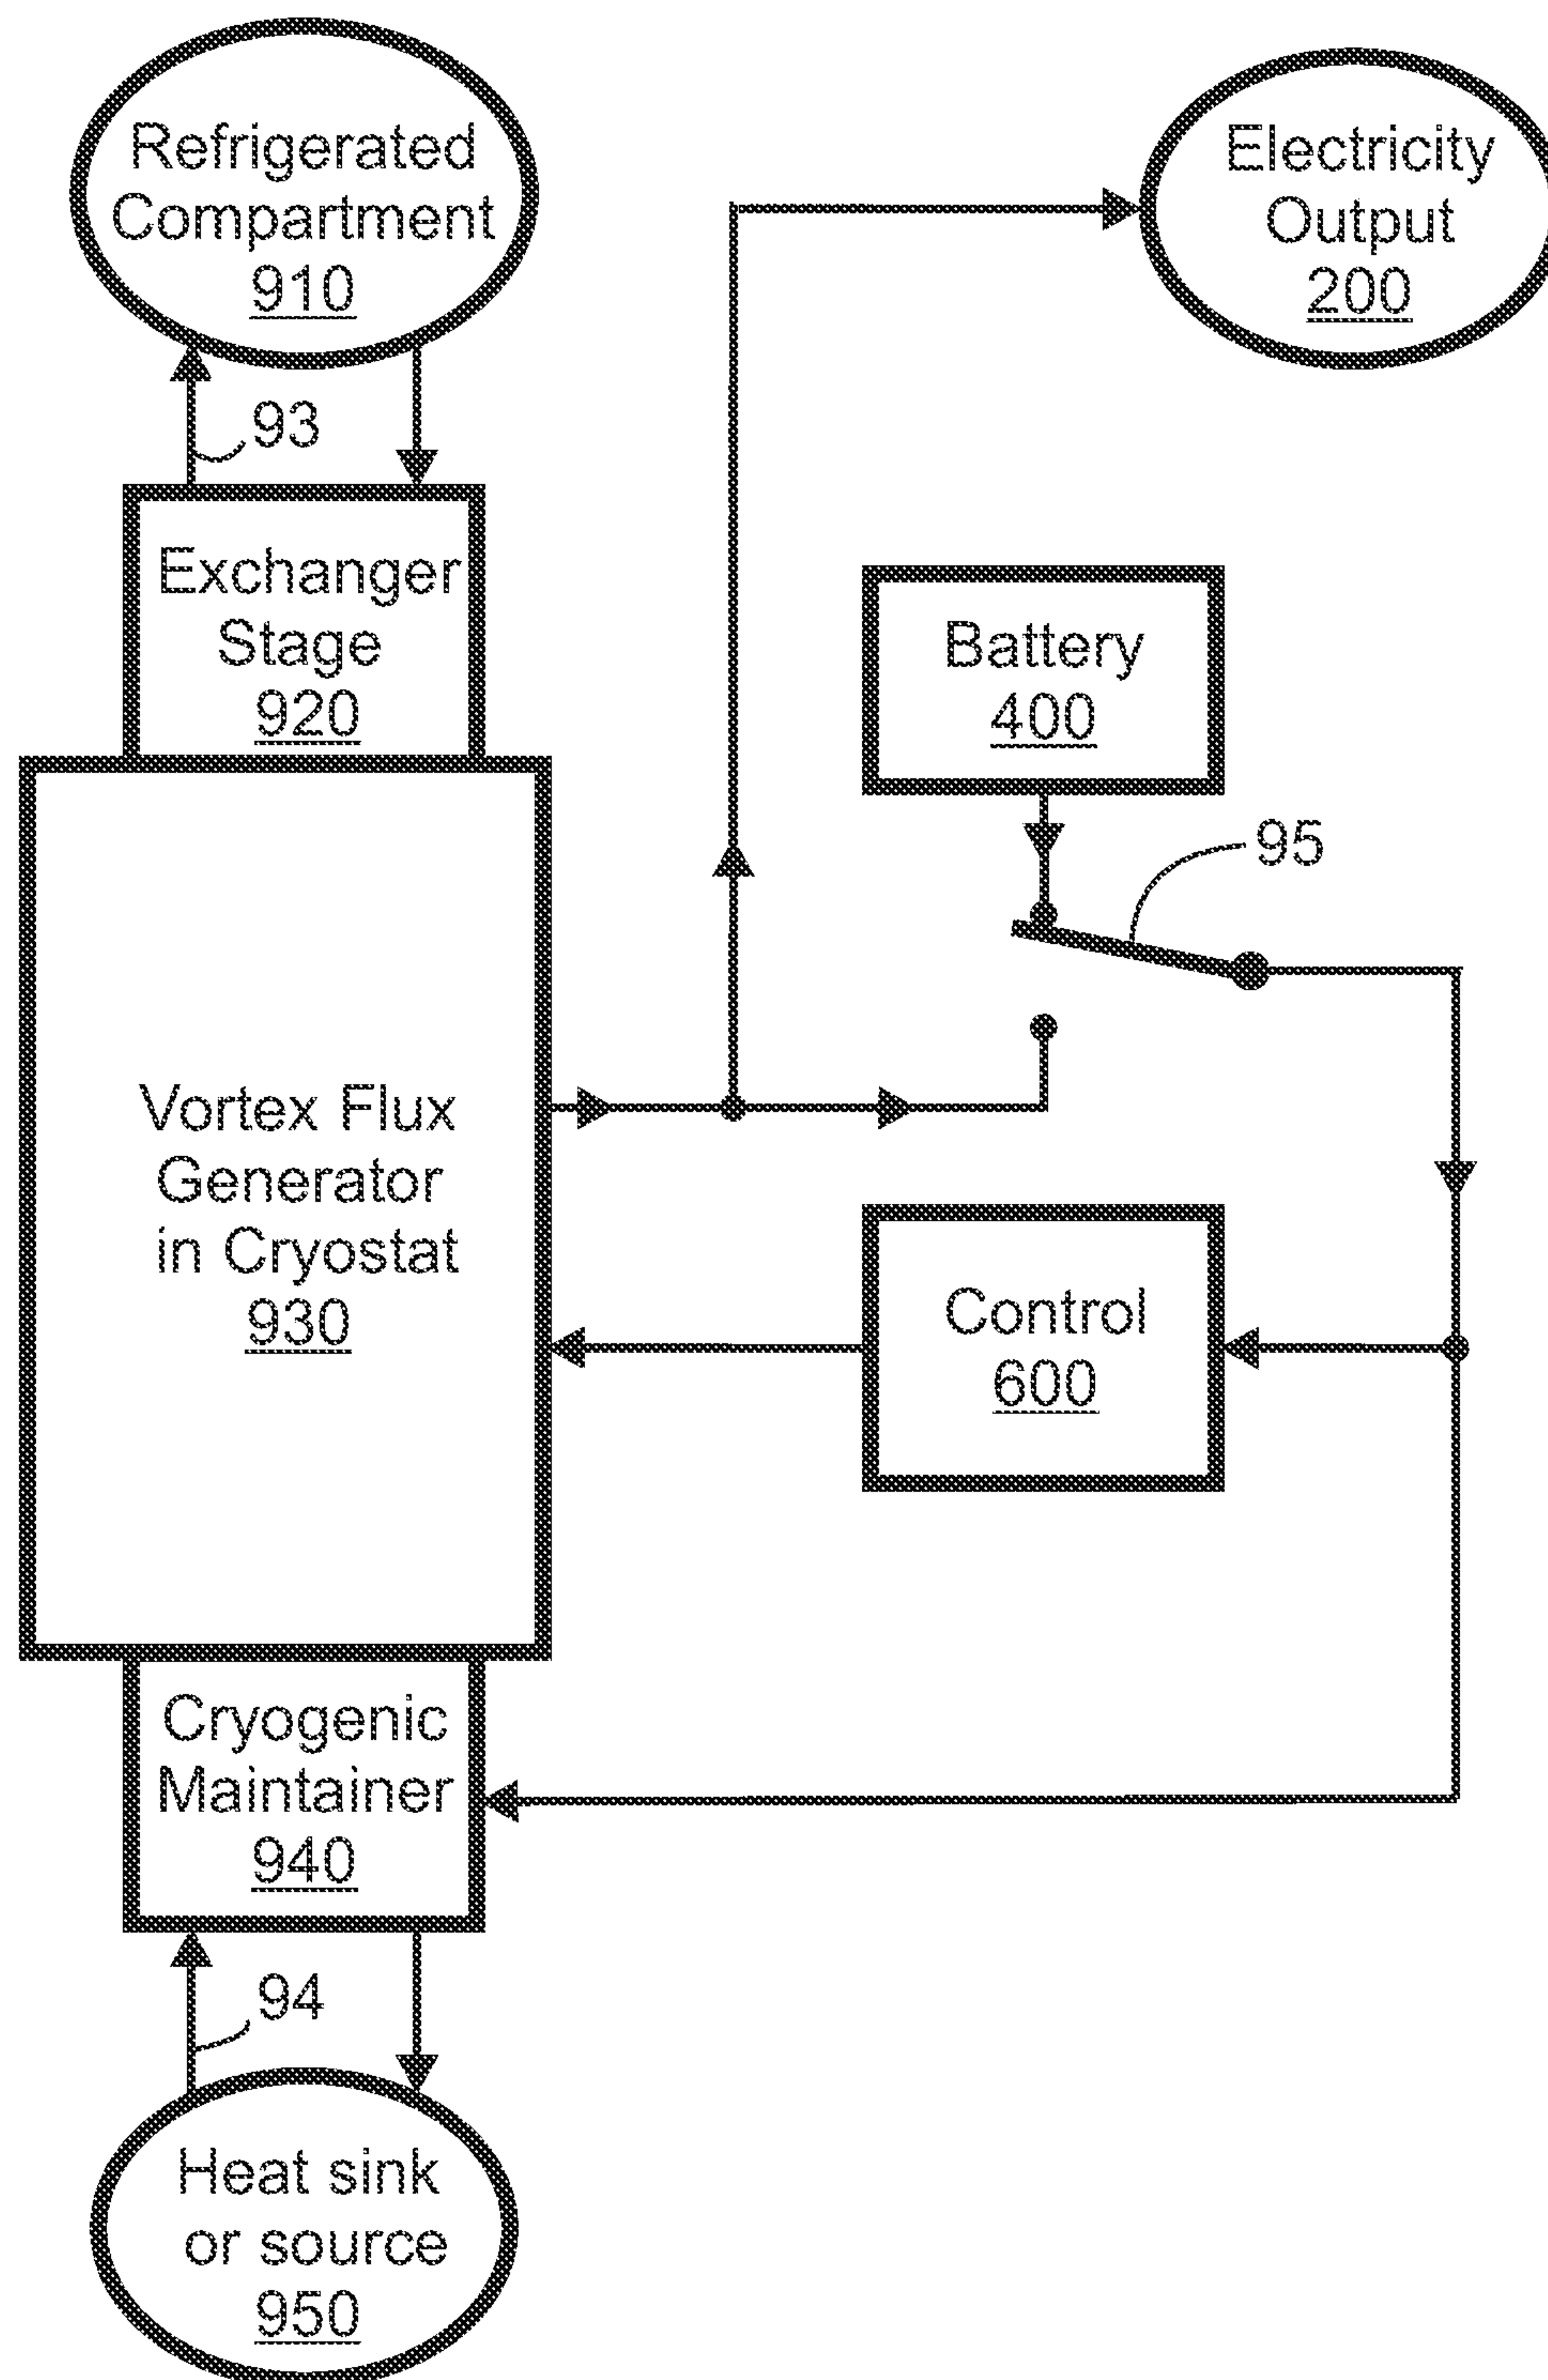 Refrigerated
Compartment
910
Electricity
Output
200
93
Exchanger
Stage
920
Battery
400
95
Vortex Flux
Generator
in Cryostat
930
Control
600
Cryogenic
Maintainer
940
94
Heat sink
or source
950